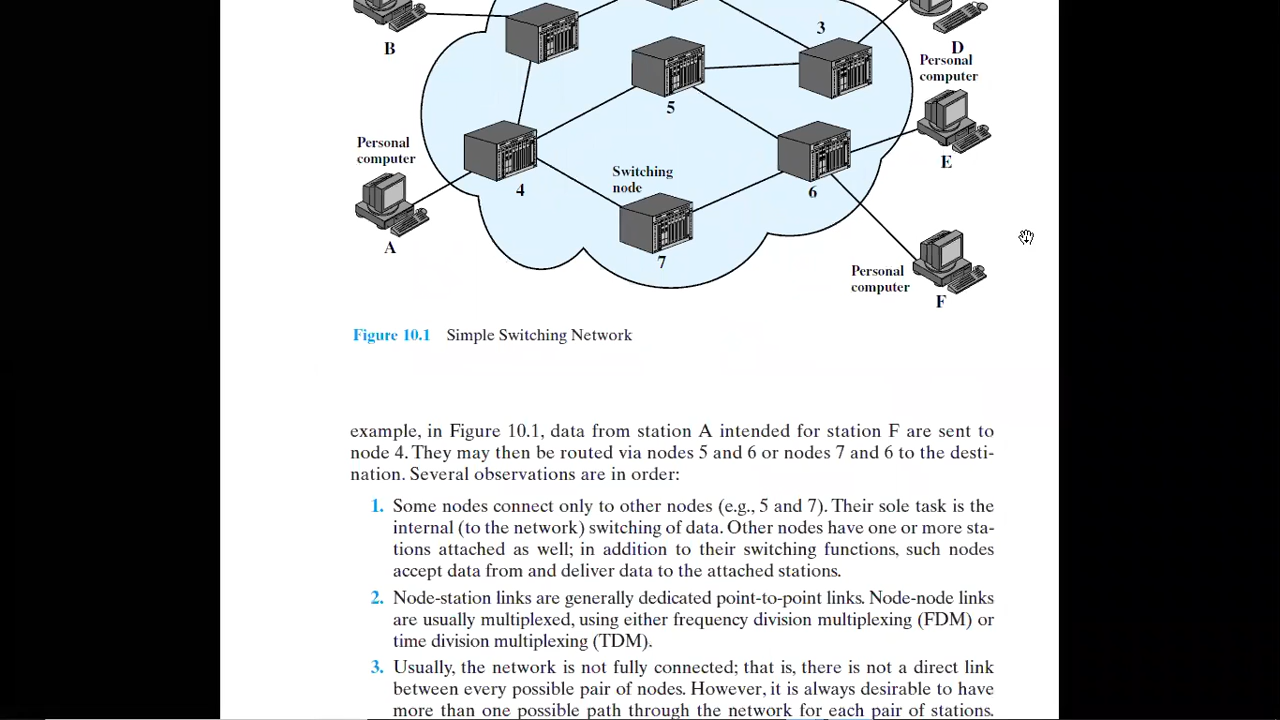 B
3
D
Personal
computer
5
Personal
computer
E
Switching
node
4
6
A
7
Personal
computer
F
Figure 10.1 Simple Switching Network
example, in Figure 10.1, data from station A intended for station F are sent to
node 4. They may then be routed via nodes 5 and 6 or nodes 7 and 6 to the desti-
nation. Several observations are in order:
1. Some nodes connect only to other nodes (e.g., 5 and 7). Their sole task is the
internal (to the network) switching of data. Other nodes have one or more sta-
tions attached as well; in addition to their switching functions, such nodes
accept data from and deliver data to the attached stations.
2. Node-station links are generally dedicated point-to-point links. Node-node links
are usually multiplexed, using either frequency division multiplexing (FDM) or
time division multiplexing (TDM).
3. Usually, the network is not fully connected; that is, there is not a direct link
between every possible pair of nodes. However, it is always desirable to have
more than one possible path through the network for each pair of stations.